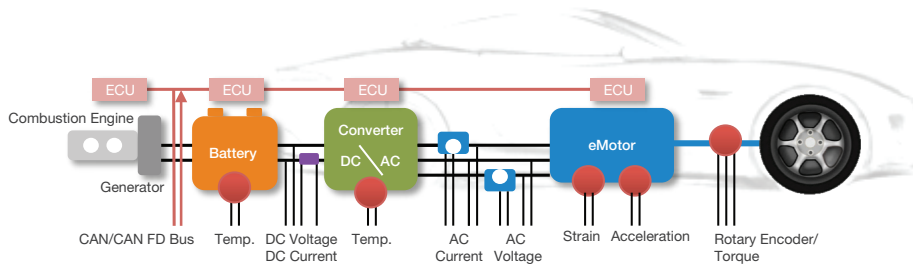 ECU
ECU
ECU
ECU
Combustion Engine
Battery
Converter
DC
AC
eMotor
Generator
CAN/CAN FD Bus
Temp.
DC Voltage
DC Current
Temp.
AC
Current
AC
Voltage
Strain
Acceleration
Rotary Encoder/
Torque